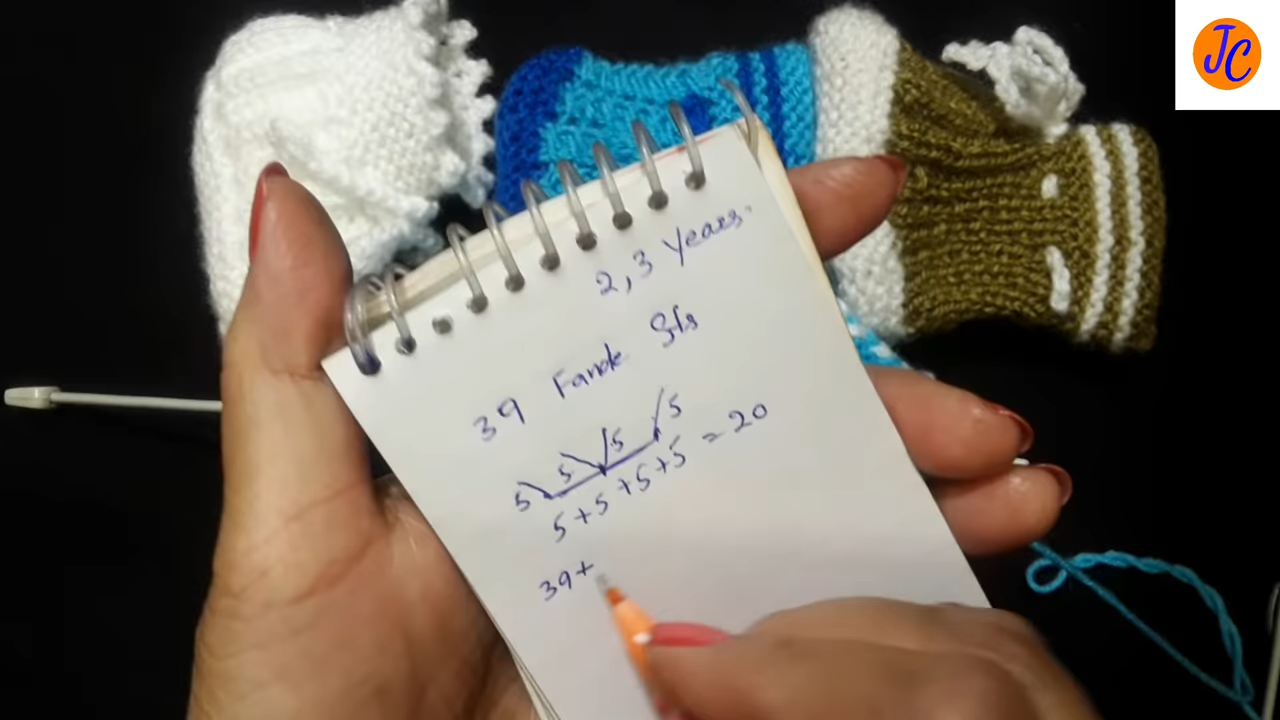 JC
2,3 Years.
39 Fande Sts
5 5 5 5
5+5+5+5 = 20
39+